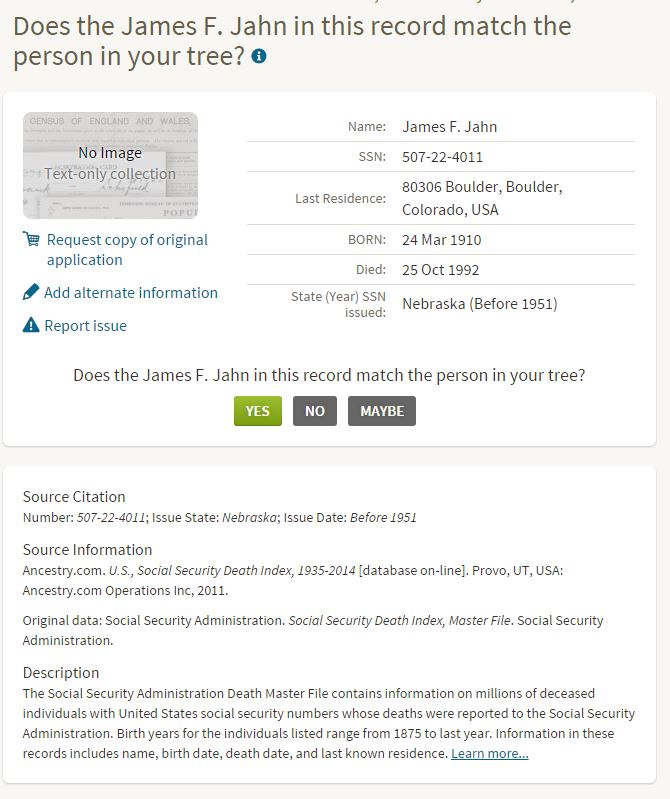 Does the James F. Jahn in this record match the
person in your tree?
CENSUS OF ENGLAND AND WALES,
No Image
Text-only collection
POPU
Request copy of original
application
Add alternate information
Report issue
Name: James F. Jahn
SSN: 507-22-4011
Last Residence: 80306 Boulder, Boulder,
Colorado, USA
BORN: 24 Mar 1910
Died: 25 Oct 1992
State (Year) SSN
issued: Nebraska (Before 1951)
Does the James F. Jahn in this record match the person in your tree?
YES NO MAYBE
Source Citation
Number: 507-22-4011; Issue State: Nebraska; Issue Date: Before 1951
Source Information
Ancestry.com. U.S., Social Security Death Index, 1935-2014 [database on-line]. Provo, UT, USA:
Ancestry.com Operations Inc, 2011.
Original data: Social Security Administration. Social Security Death Index, Master File. Social Security
Administration.
Description
The Social Security Administration Death Master File contains information on millions of deceased
individuals with United States social security numbers whose deaths were reported to the Social Security
Administration. Birth years for the individuals listed range from 1875 to last year. Information in these
records includes name, birth date, death date, and last known residence. Learn more...